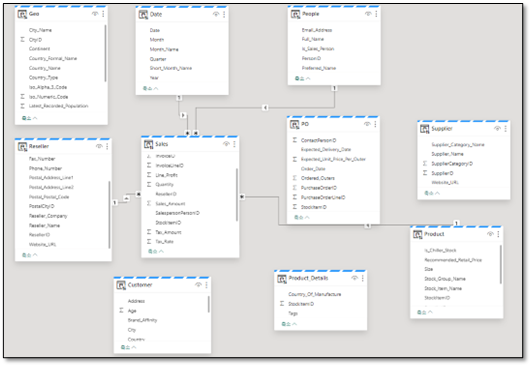 Geo
City_Name
CityID
Continent
Country_Formal_Name
Country_Name
Country_Type
Iso_Alpha_3_Code
Iso_Numeric_Code
Latest_Recorded_Population
Date
Date
Month
Month_Name
Quarter
Short_Month_Name
Year
People
Email_Address
Full_Name
Is_Sales_Person
PersonID
Preferred_Name
Reseller
Fax_Number
Phone_Number
Postal_Address_Line1
Postal_Address_Line2
Postal_Postal_Code
PostalCityID
Reseller_Company
Reseller_Name
ResellerID
Website_URL
Sales
InvoiceLineID
Line_Profit
Quantity
ResellerID
Sales_Amount
SalespersonPersonID
StockItemID
Tax_Amount
Tax_Rate
PO
ContactPersonID
Expected_Delivery_Date
Expected_Unit_Price_Per_Outer
Order_Date
Ordered_Outers
PurchaseOrderID
PurchaseOrderLineID
StockItemID
Supplier
Supplier_Category_Name
Supplier_Name
SupplierCategoryID
SupplierID
Website_URL
Product
Is_Chiller_Stock
Recommended_Retail_Price
Size
Stock_Group_Name
Stock_Item_Name
StockItemID
Customer
Address
Age
Brand_Affinity
City
Country
Product_Details
Country_Of_Manufacture
StockItemID
Tags
1
1
1
1